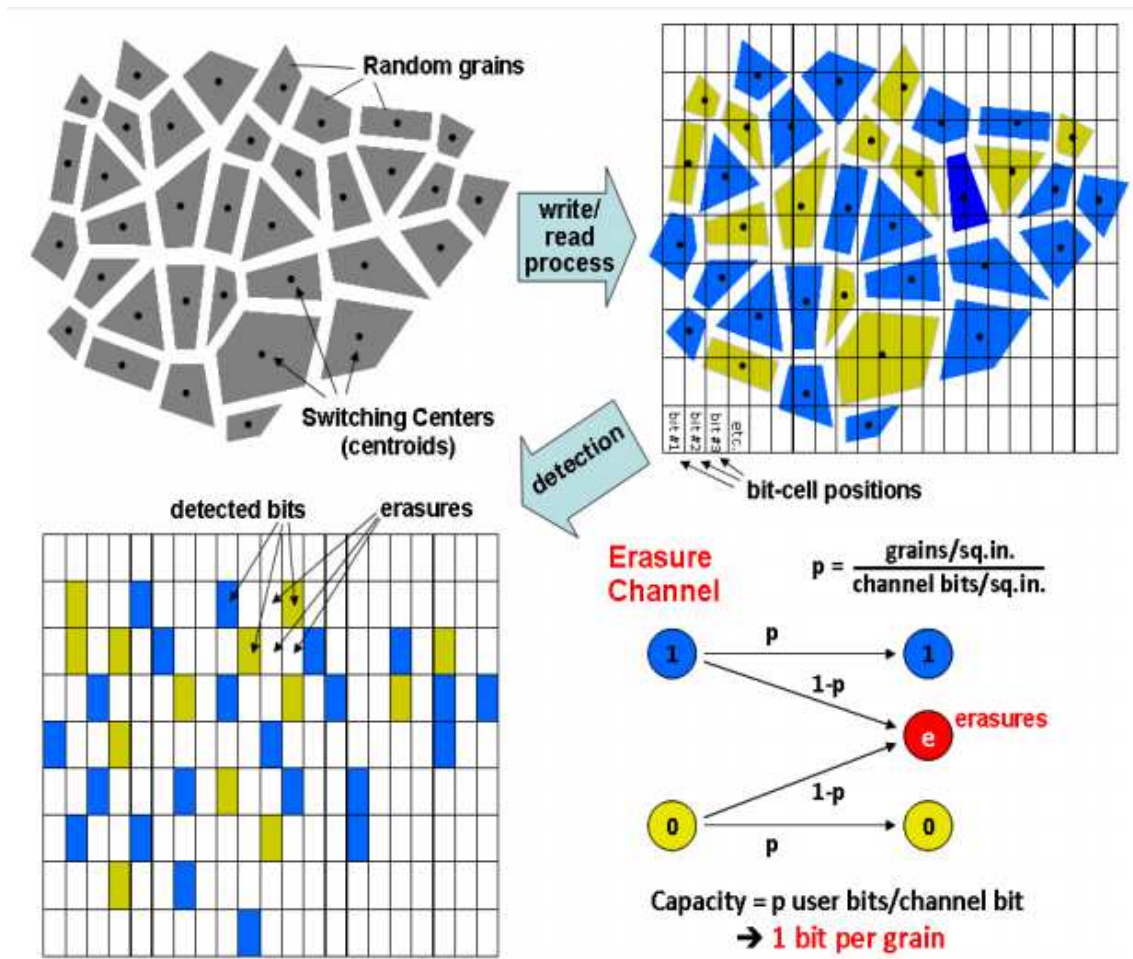 Random grains
write/
read
process
Switching Centers
(centroids)
bit #1
bit #2
bit #3
etc.
bit-cell positions
detection
detected bits
erasures
Erasure
Channel
p = grains/sq.in.
channel bits/sq.in.
1
p
1
1-p
e
erasures
1-p
0
p
0
Capacity = p user bits/channel bit
➔ 1 bit per grain